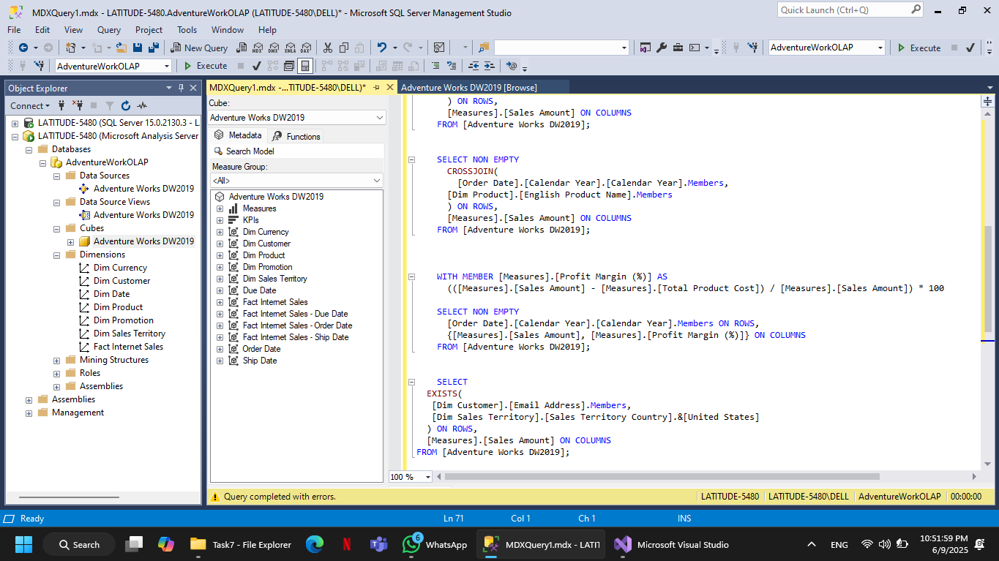 MDXQuery1.mdx - LATITUDE-5480.AdventureWorkOLAP (LATITUDE-5480\DELL)* - Microsoft SQL Server Management Studio
Quick Launch (Ctrl+Q)
File Edit View Query Project Tools Window Help
New Query
MDX DMX XMLA DAX
AdventureWorkOLAP
Execute
AdventureWorkOLAP
Execute
Object Explorer
Connect
LATITUDE-5480 (SQL Server 15.0.2130.3 - L
LATITUDE-5480 (Microsoft Analysis Server
Databases
AdventureWorkOLAP
Data Sources
Adventure Works DW2019
Data Source Views
Adventure Works DW2019
Cubes
Adventure Works DW2019
Dimensions
Dim Currency
Dim Customer
Dim Date
Dim Product
Dim Promotion
Dim Sales Territory
Fact Internet Sales
Mining Structures
Roles
Assemblies
Assemblies
Management
MDXQuery1.mdx -...TITUDE-5480\DELL)*
Adventure Works DW2019 [Browse]
Cube:
Adventure Works DW2019
Metadata
Functions
Search Model
Measure Group:
<All>
Adventure Works DW2019
Measures
KPIs
Dim Currency
Dim Customer
Dim Product
Dim Promotion
Dim Sales Territory
Due Date
Fact Internet Sales
Fact Internet Sales - Due Date
Fact Internet Sales - Order Date
Fact Internet Sales - Ship Date
Order Date
Ship Date
) ON ROWS,
[Measures].[Sales Amount] ON COLUMNS
FROM [Adventure Works DW2019];
SELECT NON EMPTY
CROSSJOIN(
[Order Date].[Calendar Year].[Calendar Year].Members,
[Dim Product].[English Product Name].Members
) ON ROWS,
[Measures].[Sales Amount] ON COLUMNS
FROM [Adventure Works DW2019];
WITH MEMBER [Measures].[Profit Margin (%)] AS
(([Measures].[Sales Amount] - [Measures].[Total Product Cost]) / [Measures].[Sales Amount]) * 100
SELECT NON EMPTY
[Order Date].[Calendar Year].[Calendar Year].Members ON ROWS,
{[Measures].[Sales Amount], [Measures].[Profit Margin (%)]} ON COLUMNS
FROM [Adventure Works DW2019];
SELECT
EXISTS(
[Dim Customer].[Email Address].Members,
[Dim Sales Territory].[Sales Territory Country].&[United States]
) ON ROWS,
[Measures].[Sales Amount] ON COLUMNS
FROM [Adventure Works DW2019];
100 %
Query completed with errors.
LATITUDE-5480
LATITUDE-5480\DELL
AdventureWorkOLAP
00:00:00
Ready
Ln 71
Col 1
Ch 1
INS
Search
Task7 - File Explorer
6
WhatsApp
MDXQuery1.mdx - LATIT
Microsoft Visual Studio
ENG
10:51:59 PM
6/9/2025